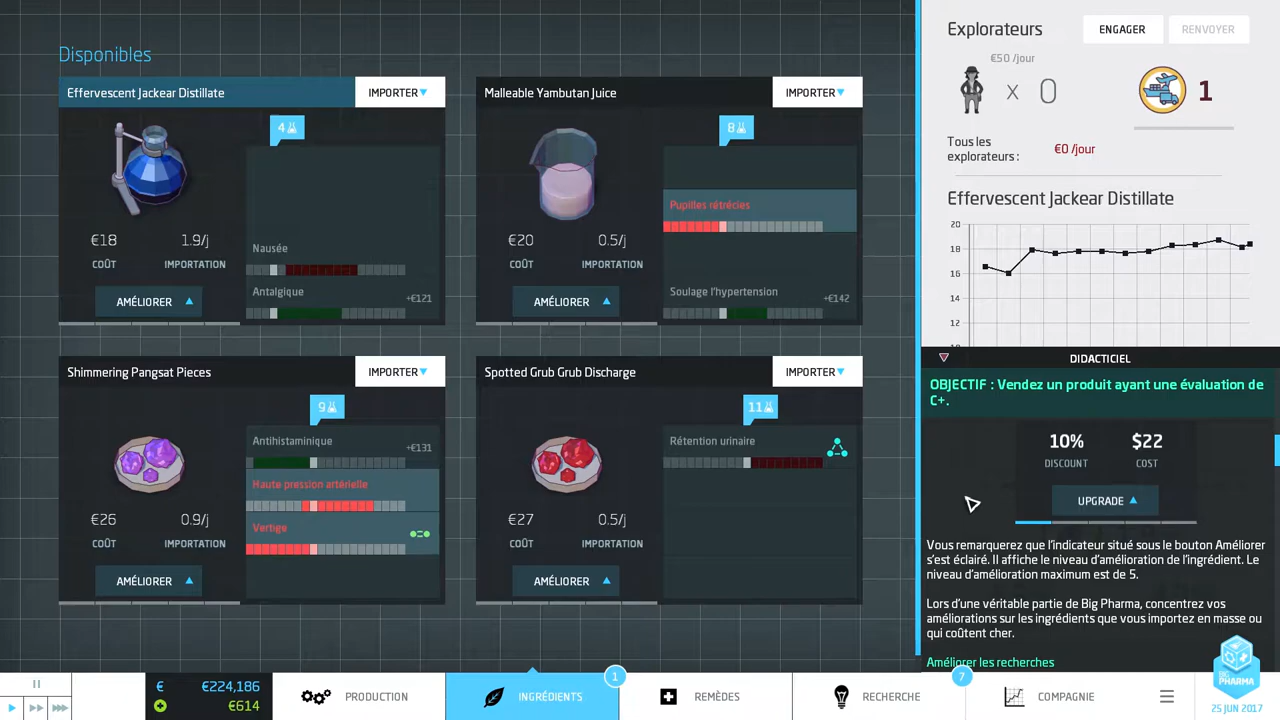 Disponibles
Effervescent Jackear Distillate
IMPORTER
4
€18
1.9/j
COÛT
IMPORTATION
AMÉLIORER
Nausée
Antalgique
+€121
Malleable Yambutan Juice
IMPORTER
8
€20
0.5/j
COÛT
IMPORTATION
AMÉLIORER
Pupilles rétrécies
Soulage l'hypertension
+€142
Shimmering Pangsat Pieces
IMPORTER
9
€26
0.9/j
COÛT
IMPORTATION
AMÉLIORER
Antihistaminique
+€131
Haute pression artérielle
Vertige
Spotted Grub Grub Discharge
IMPORTER
11
€27
0.5/j
COÛT
IMPORTATION
AMÉLIORER
Rétention urinaire
Explorateurs
ENGAGER
RENVOYER
€50 /jour
X 0
1
Tous les
explorateurs :
€0 /jour
Effervescent Jackear Distillate
20
18
16
14
12
DIDACTICIEL
OBJECTIF : Vendez un produit ayant une évaluation de
C+.
10%
$22
DISCOUNT
COST
UPGRADE
Vous remarquerez que l'indicateur situé sous le bouton Améliorer
s'est éclairé. Il affiche le niveau d'amélioration de l'ingrédient. Le
niveau d'amélioration maximum est de 5.
Lors d'une véritable partie de Big Pharma, concentrez vos
améliorations sur les ingrédients que vous importez en masse ou
qui coûtent cher.
Améliorer les recherches
€
€224,186
€614
PRODUCTION
INGRÉDIENTS
1
REMÈDES
RECHERCHE
7
COMPAGNIE
BIG
PHARMA
25 JUN 2017